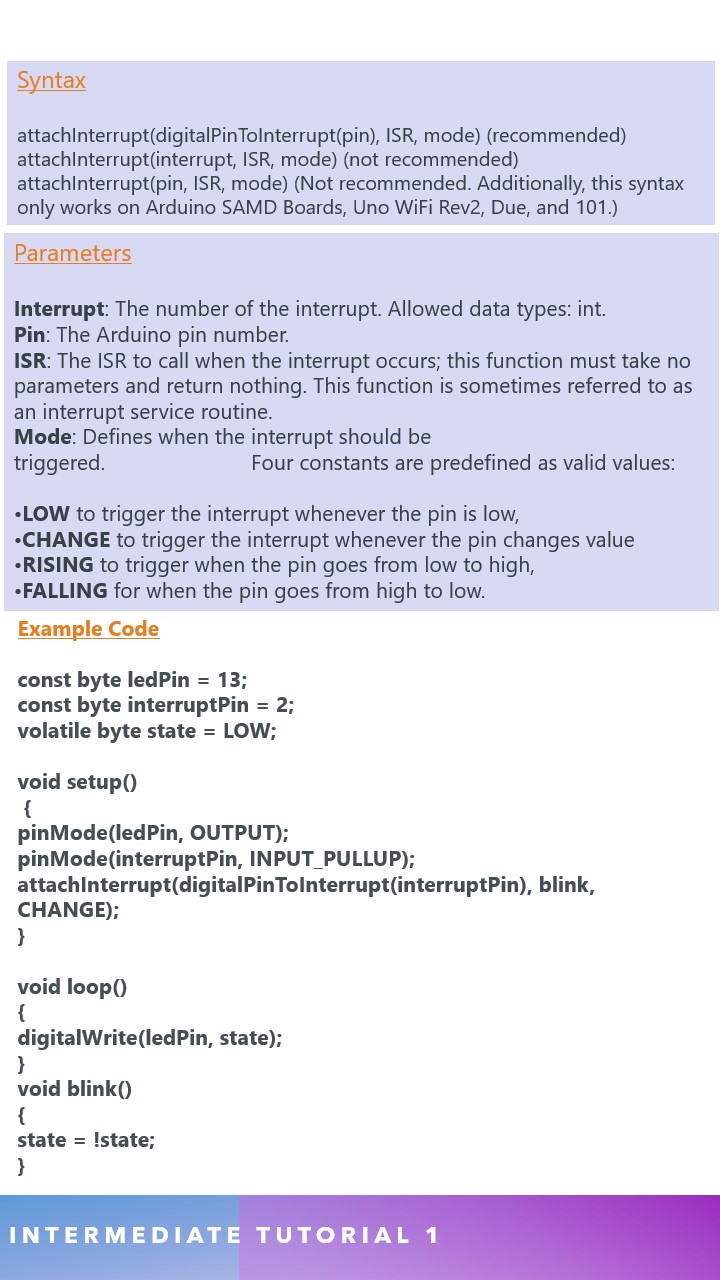 Syntax
attachInterrupt(digitalPinToInterrupt(pin), ISR, mode) (recommended)
attachInterrupt(interrupt, ISR, mode) (not recommended)
attachInterrupt(pin, ISR, mode) (Not recommended. Additionally, this syntax
only works on Arduino SAMD Boards, Uno WiFi Rev2, Due, and 101.)
Parameters
Interrupt: The number of the interrupt. Allowed data types: int.
Pin: The Arduino pin number.
ISR: The ISR to call when the interrupt occurs; this function must take no
parameters and return nothing. This function is sometimes referred to as
an interrupt service routine.
Mode: Defines when the interrupt should be
triggered. Four constants are predefined as valid values:
•LOW to trigger the interrupt whenever the pin is low,
•CHANGE to trigger the interrupt whenever the pin changes value
•RISING to trigger when the pin goes from low to high,
•FALLING for when the pin goes from high to low.
Example Code
const byte ledPin = 13;
const byte interruptPin = 2;
volatile byte state = LOW;
void setup()
{
pinMode(ledPin, OUTPUT);
pinMode(interruptPin, INPUT_PULLUP);
attachInterrupt(digitalPinToInterrupt(interruptPin), blink,
CHANGE);
}
void loop()
{
digitalWrite(ledPin, state);
}
void blink()
{
state = !state;
}
INTERMEDIATE TUTORIAL 1